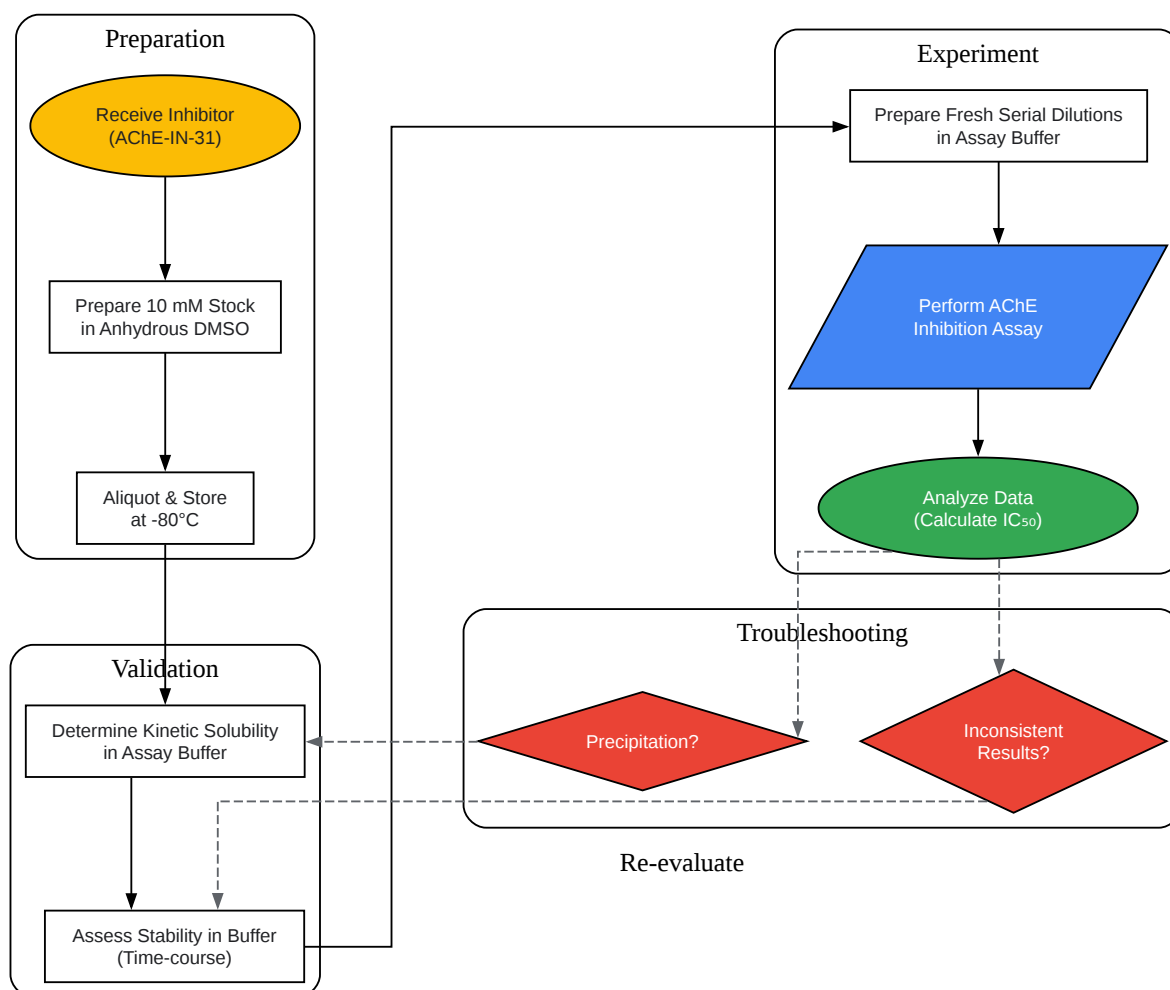 Preparation
Receive Inhibitor
(AChE-IN-31)
Prepare 10 mM Stock
in Anhydrous DMSO
Aliquot & Store
at -80°C
Validation
Determine Kinetic Solubility
in Assay Buffer
Assess Stability in Buffer
(Time-course)
Experiment
Prepare Fresh Serial Dilutions
in Assay Buffer
Perform AChE
Inhibition Assay
Analyze Data
(Calculate IC₅₀)
Troubleshooting
Precipitation?
Inconsistent
Results?
Re-evaluate